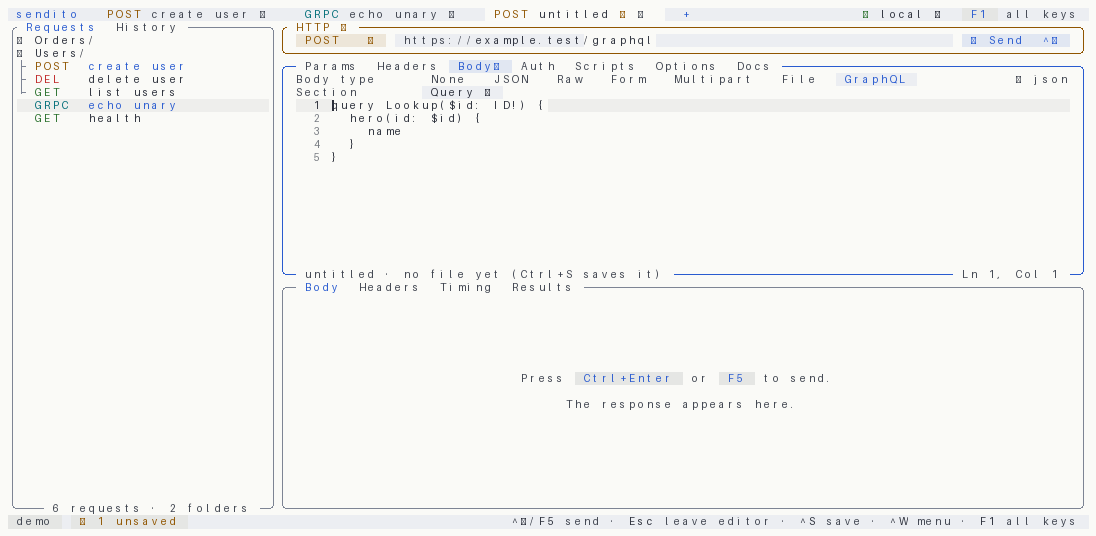 sendito POST create user GRPC echo unary POST untitled + local F1 all keys
Requests History
Orders/
Users/
POST create user
DEL delete user
GET list users
GRPC echo unary
GET health
6 requests · 2 folders
HTTP
POST https://example.test/graphql Send ^
Params Headers Body Auth Scripts Options Docs
Body type None JSON Raw Form Multipart File GraphQL json
Section Query
1 query Lookup($id: ID!) {
2 hero(id: $id) {
3 name
4 }
5 }
untitled · no file yet (Ctrl+S saves it) Ln 1, Col 1
Body Headers Timing Results
Press Ctrl+Enter or F5 to send.
The response appears here.
demo 1 unsaved ^/F5 send · Esc leave editor · ^S save · ^W menu · F1 all keys